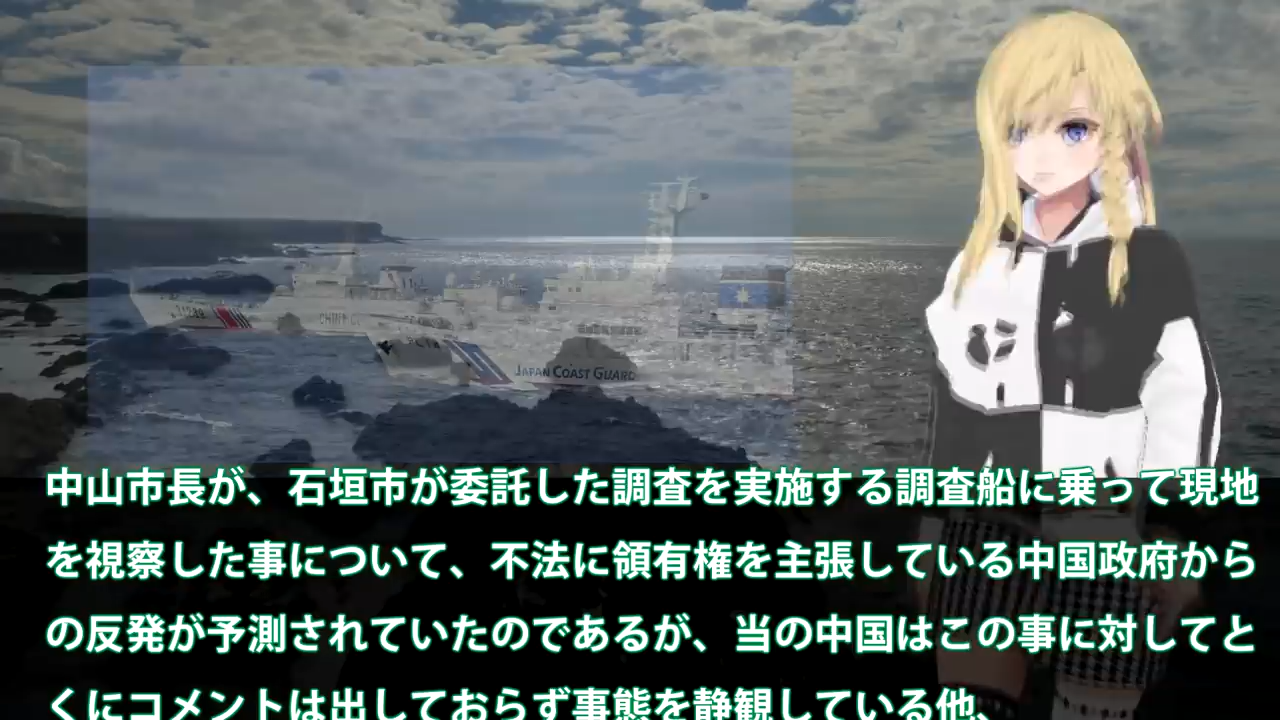 JAPAN COAST GUARD
中山市長が、石垣市が委託した調査を実施する調査船に乗って現地
を視察した事について、不法に領有権を主張している中国政府から
の反発が予測されていたのであるが、当の中国はこの事に対してと
くにコメントは出しておらず事態を静観している他、